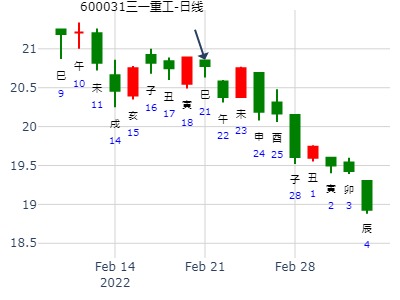 600031三一重工-日线
21
20.5
20
19.5
19
18.5
巳
9
午
10
未
11
戌
14
亥
15
子
16
丑
17
寅
18
巳
21
午
22
未
23
申
24
酉
25
子
28
丑
1
寅
2
卯
3
辰
4
Feb 14
2022
Feb 21
Feb 28